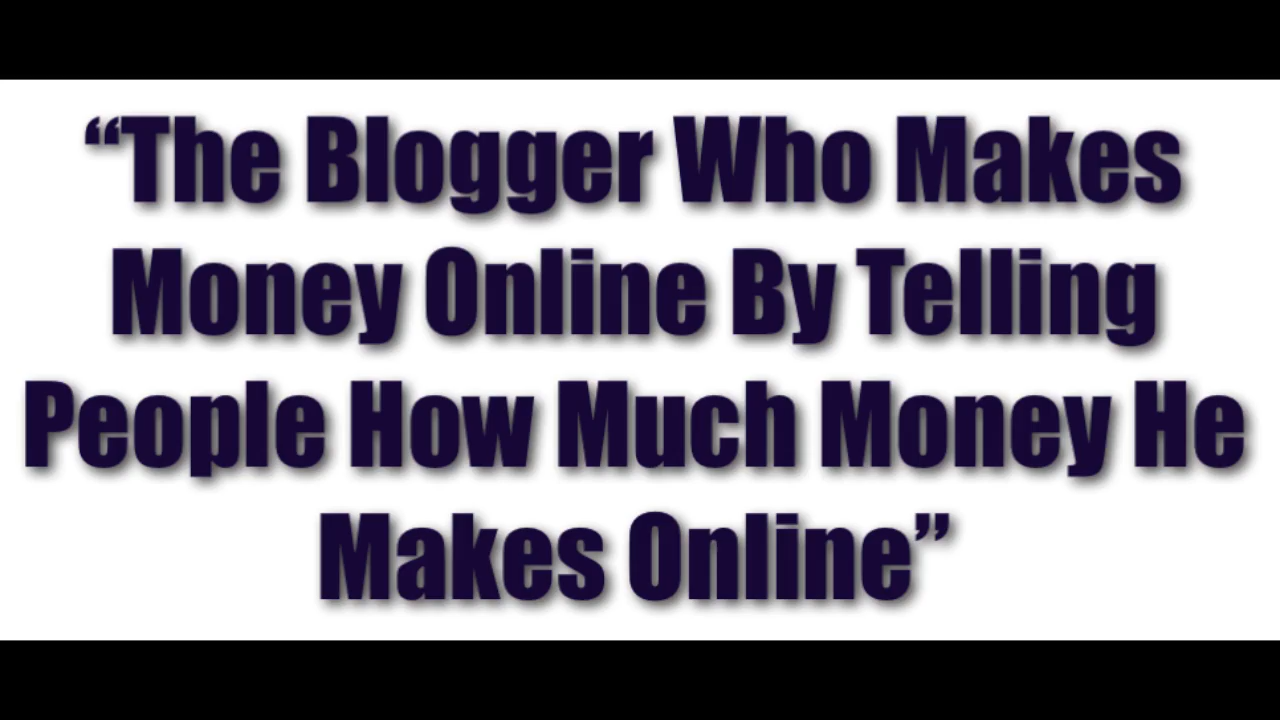 “The Blogger Who Makes
Money Online By Telling
People How Much Money He
Makes Online”